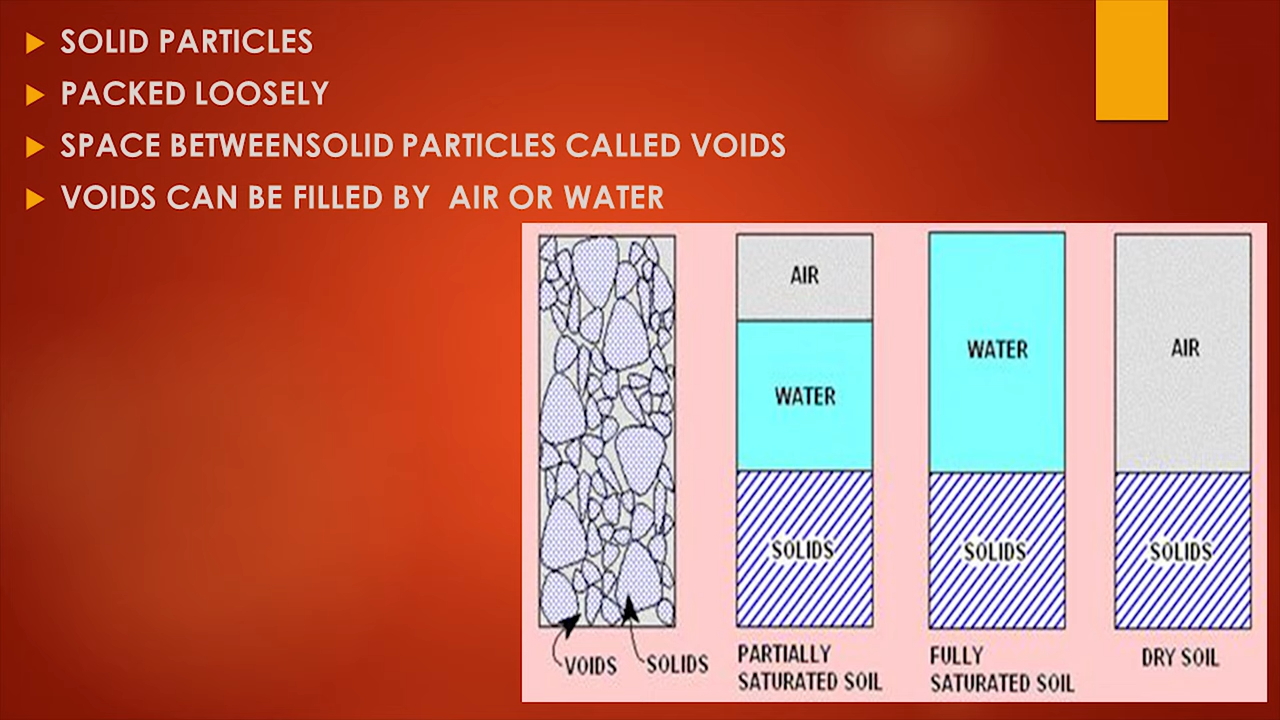 SOLID PARTICLES
PACKED LOOSELY
SPACE BETWEENSOLID PARTICLES CALLED VOIDS
VOIDS CAN BE FILLED BY AIR OR WATER
AIR
WATER
SOLIDS
WATER
SOLIDS
AIR
SOLIDS
VOIDS
SOLIDS
PARTIALLY
SATURATED SOIL
FULLY
SATURATED SOIL
DRY SOIL